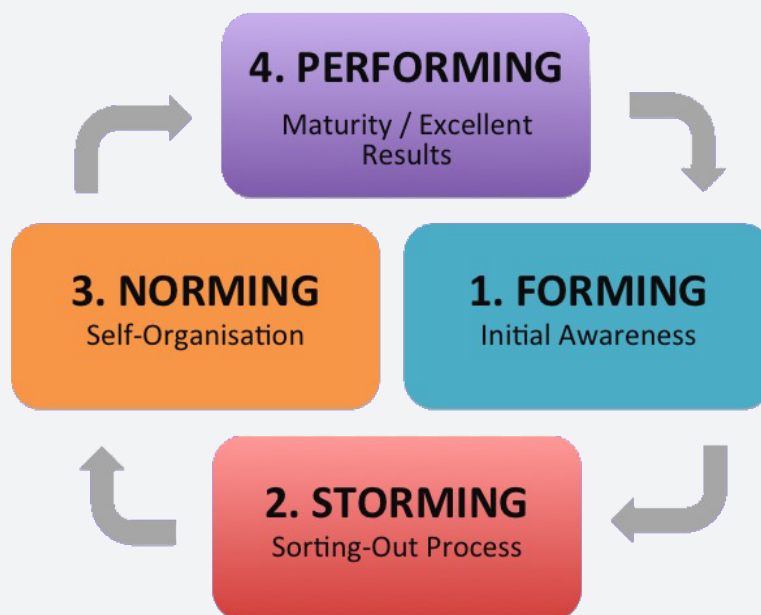 4. PERFORMING
Maturity / Excellent
Results
3. NORMING
Self-Organisation
1. FORMING
Initial Awareness
2. STORMING
Sorting-Out Process